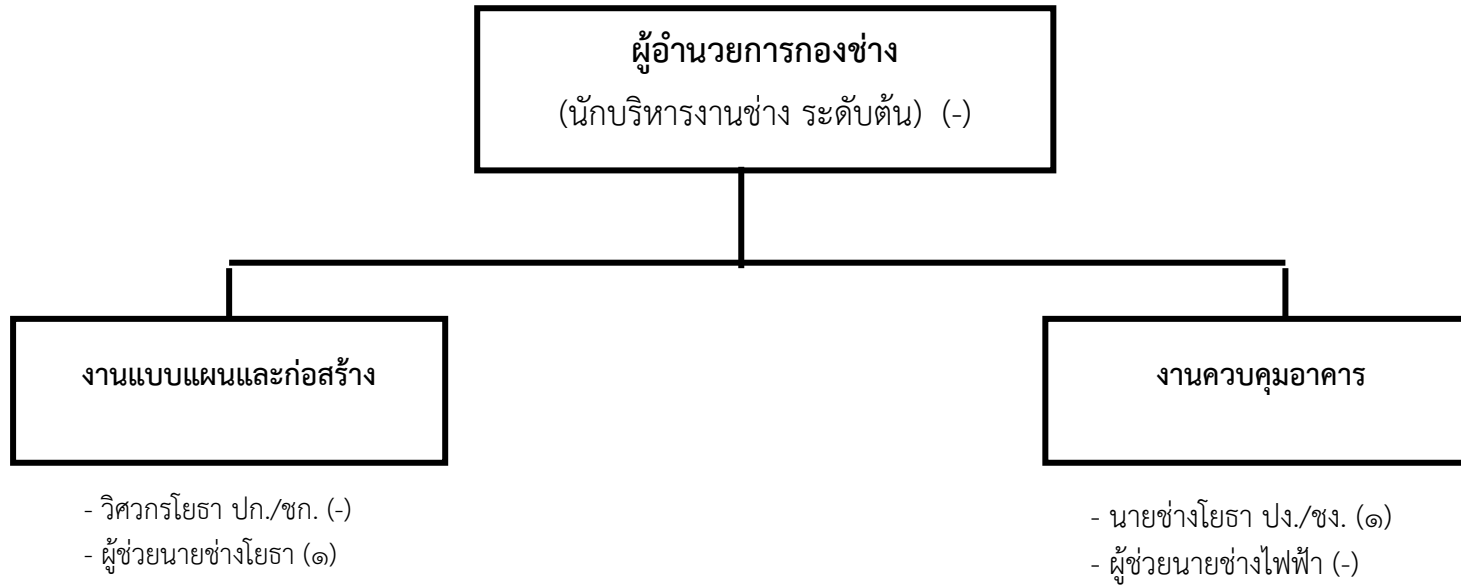 ผู้อำนวยการกองช่าง
(นักบริหารงานช่าง ระดับต้น) (-)
งานแบบแผนและก่อสร้าง
- วิศวกรโยธา ปก./ชก. (-)
- ผู้ช่วยนายช่างโยธา (๑)
งานควบคุมอาคาร
- นายช่างโยธา ปง./ชง. (๑)
- ผู้ช่วยนายช่างไฟฟ้า (-)